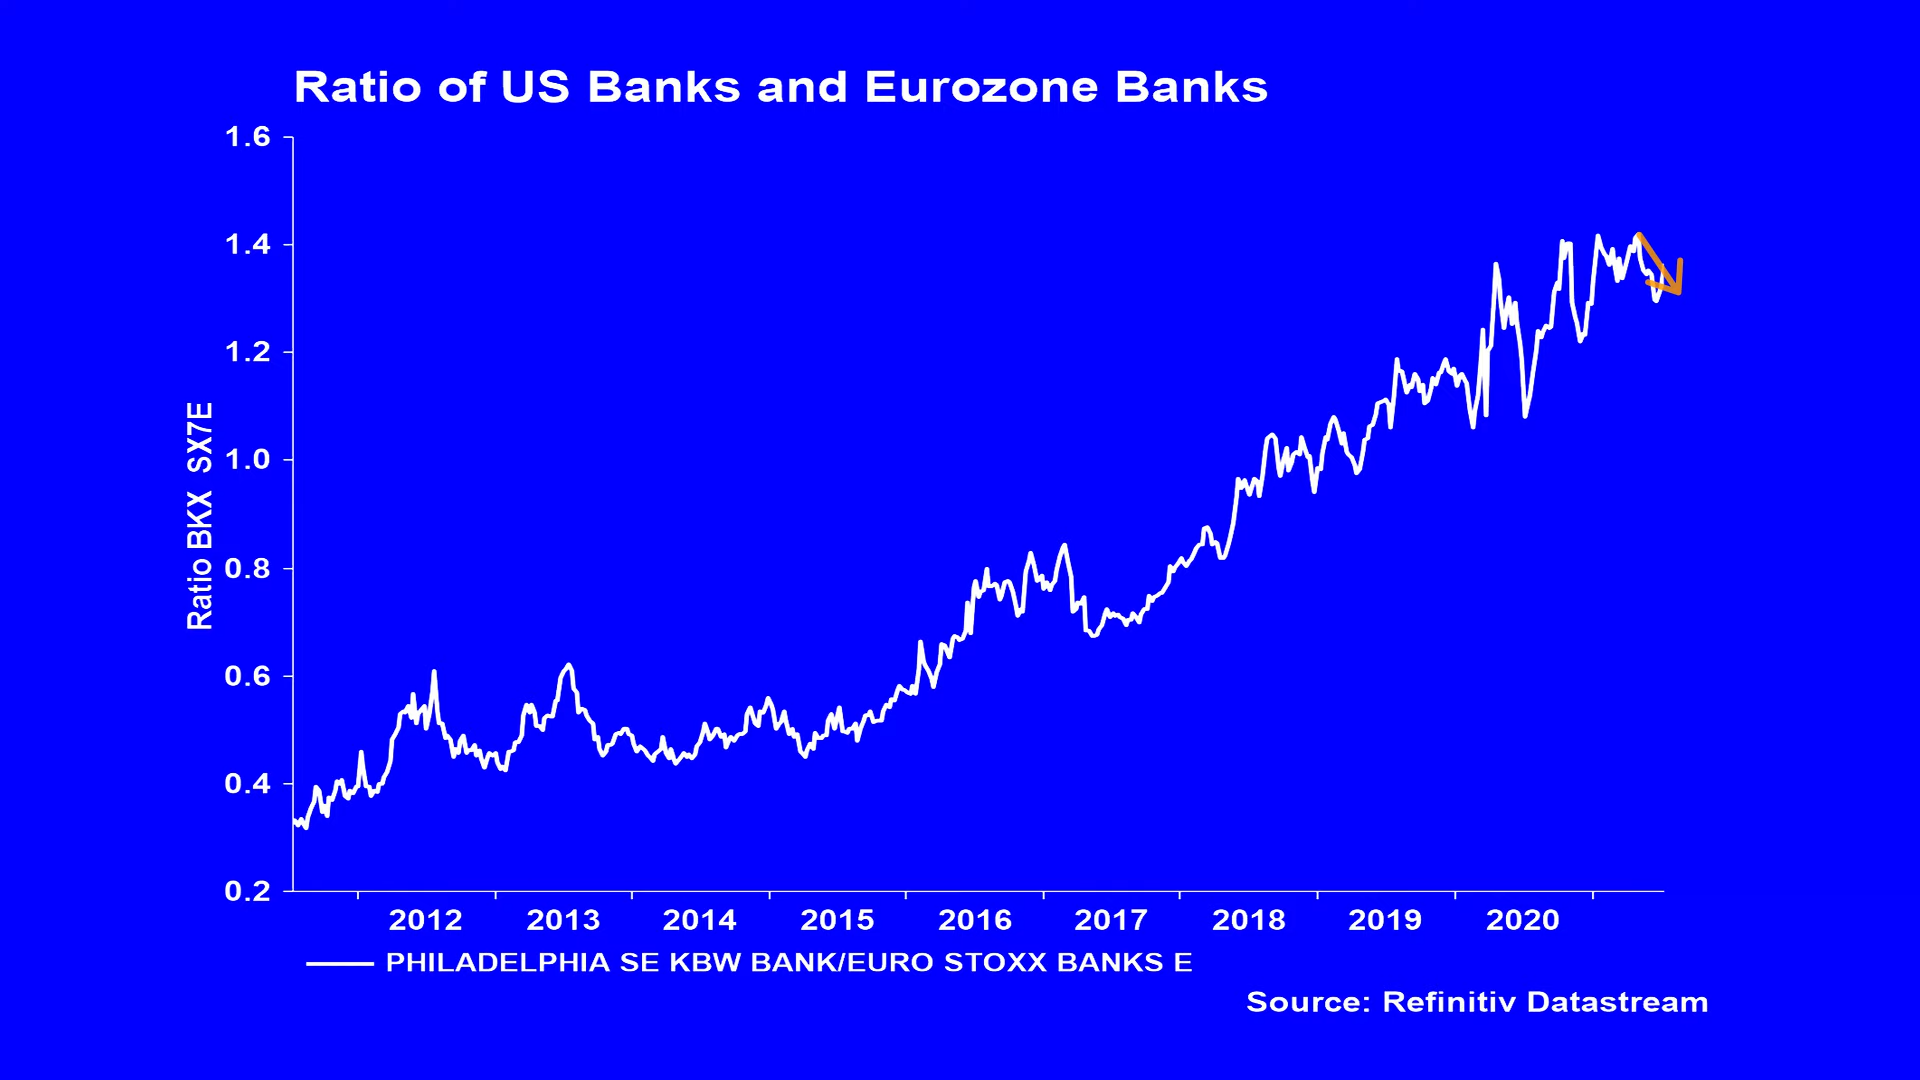 Ratio of US Banks and Eurozone Banks
1.6
1.4
1.2
1.0
0.8
0.6
0.4
0.2
Ratio BKX SX7E
2012 2013 2014 2015 2016 2017 2018 2019 2020
PHILADELPHIA SE KBW BANK/EURO STOXX BANKS E
Source: Refinitiv Datastream